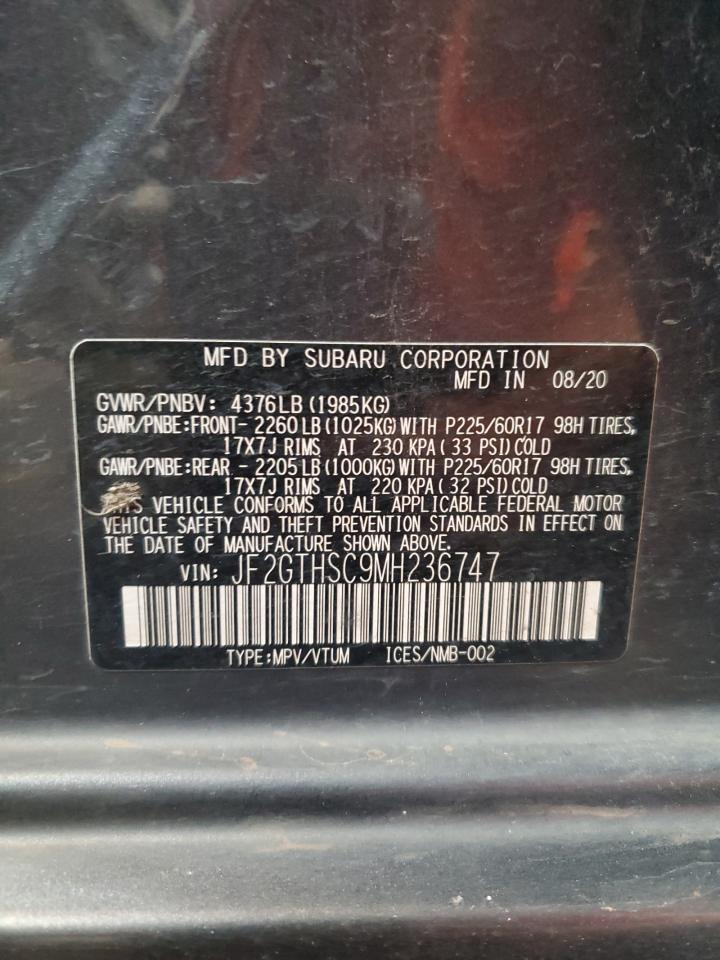 MFD BY SUBARU CORPORATION
MFD IN 08/20
GVWR/PNBV: 4376LB (1985KG)
GAWR/PNBE:FRONT- 2260LB (1025KG) WITH P225/60R17 98H TIRES,
17X7J RIMS AT 230 KPA ( 33 PSI) COLD
GAWR/PNBE:REAR - 2205LB (1000KG) WITH P225/60R17 98H TIRES,
17X7J RIMS AT 220 KPA ( 32 PSI) COLD
THIS VEHICLE CONFORMS TO ALL APPLICABLE FEDERAL MOTOR
VEHICLE SAFETY AND THEFT PREVENTION STANDARDS IN EFFECT ON
THE DATE OF MANUFACTURE SHOWN ABOVE.
VIN: JF2GTHSC9MH236747
TYPE:MPV/VTUM ICES/NMB-002